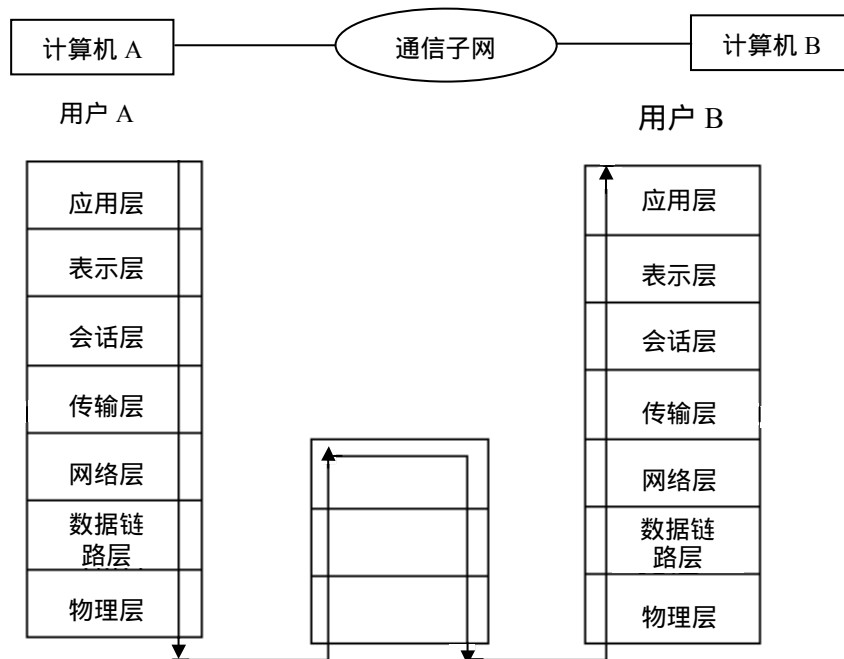 计算机 A
通信子网
计算机 B
用户 A
用户 B
应用层
表示层
会话层
传输层
网络层
数据链
路层
物理层
应用层
表示层
会话层
传输层
网络层
数据链
路层
物理层